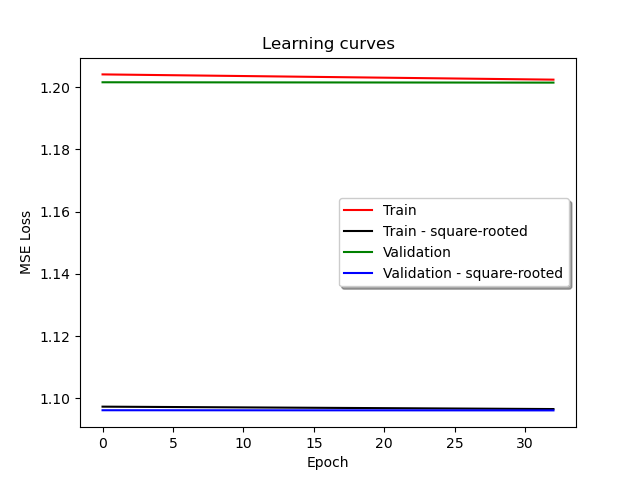 Learning curves
MSE Loss
1.20
1.18
1.16
1.14
1.12
1.10
Train
Train - square-rooted
Validation
Validation - square-rooted
0 5 10 15 20 25 30
Epoch